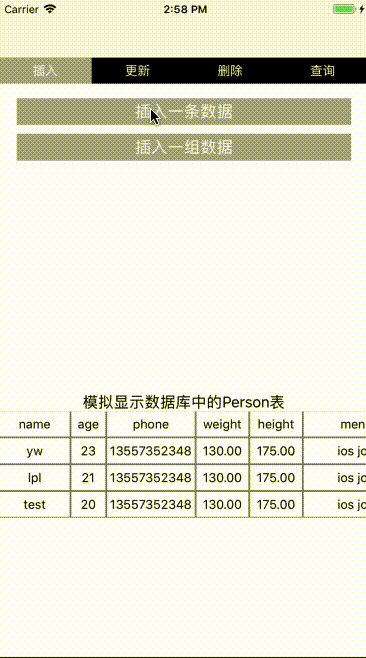 Carrier 2:58 PM
插入 更新 删除 查询
插入一条数据
插入一组数据
模拟显示数据库中的Person表
name age phone weight height men
yw 23 13557352348 130.00 175.00 ios jo
lpl 21 13557352348 130.00 175.00 ios jo
test 20 13557352348 130.00 175.00 ios jo